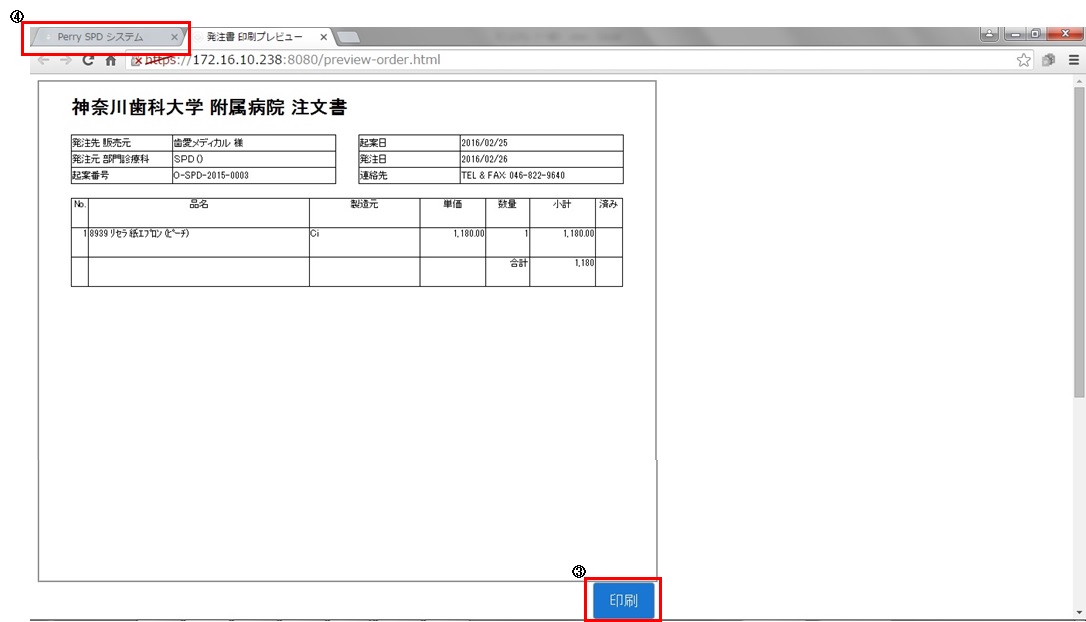 ④
Perry SPD システム × 発注書 印刷プレビュー ×
https://172.16.10.238:8080/preview-order.html
神奈川歯科大学 附属病院 注文書
発注先 販売元 歯愛メディカル 様 起案日 2016/02/25
発注元 部門診療科 SPD () 発注日 2016/02/26
起案番号 O-SPD-2015-0003 連絡先 TEL & FAX: 046-822-9640
No. 品名 製造元 単価 数量 小計 済み
1 8939 リセラ 紙エプロン (ピーチ) Ci 1,180.00 1 1,180.00
合計 1,180
③
印刷